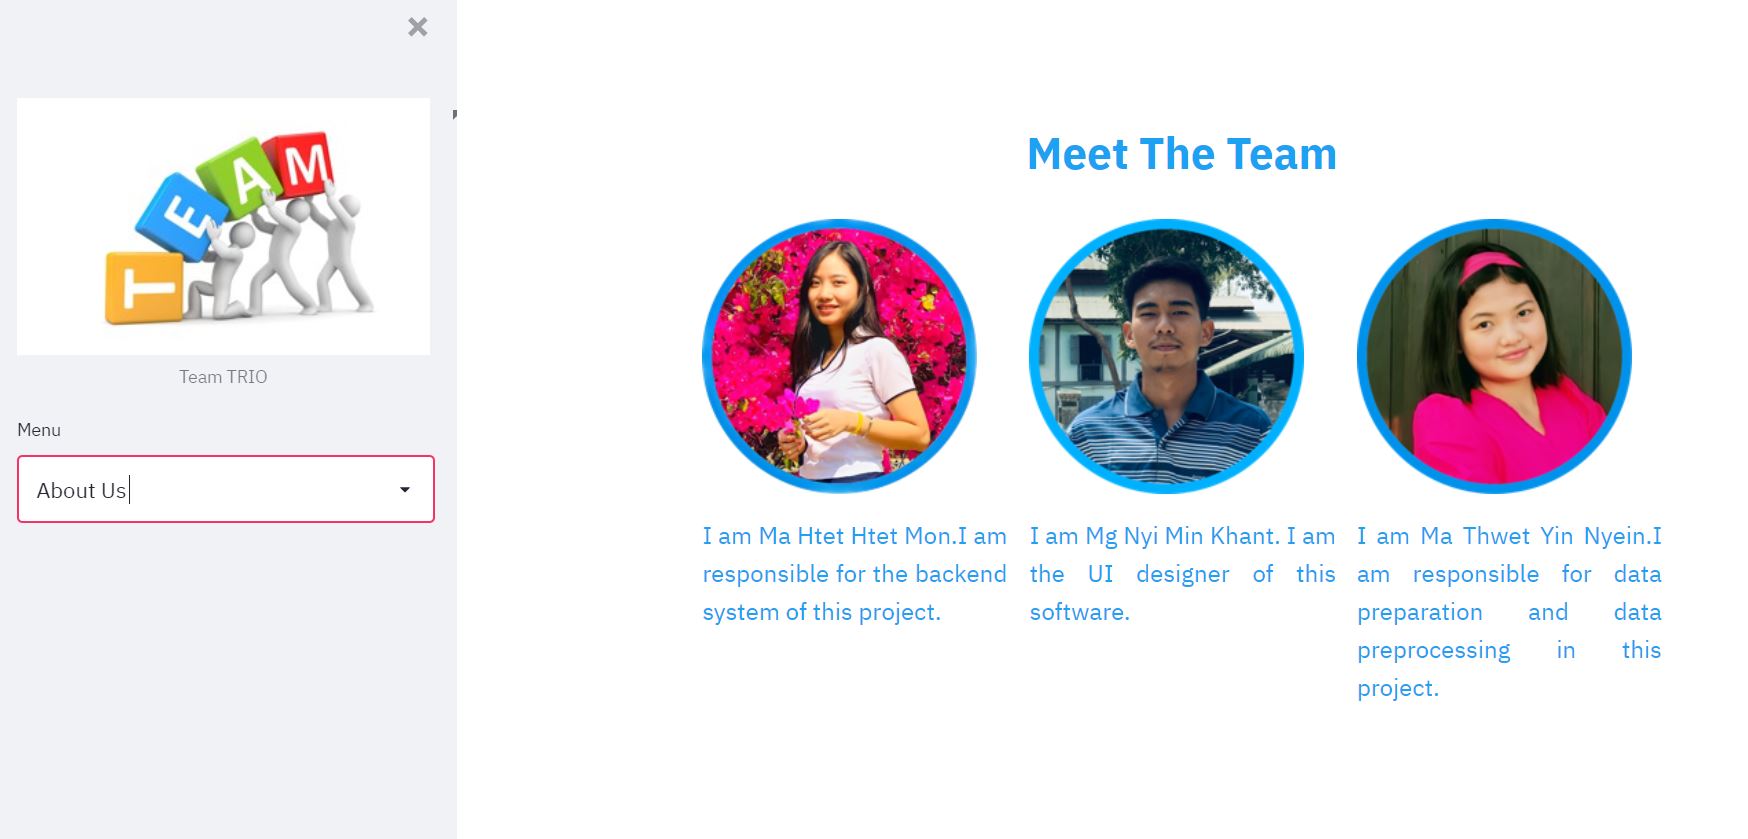 TEAM
Team TRIO
Menu
About Us
Meet The Team
I am Ma Htet Htet Mon.I am
responsible for the backend
system of this project.
I am Mg Nyi Min Khant. I am
the UI designer of this
software.
I am Ma Thwet Yin Nyein.I
am responsible for data
preparation and data
preprocessing in this
project.